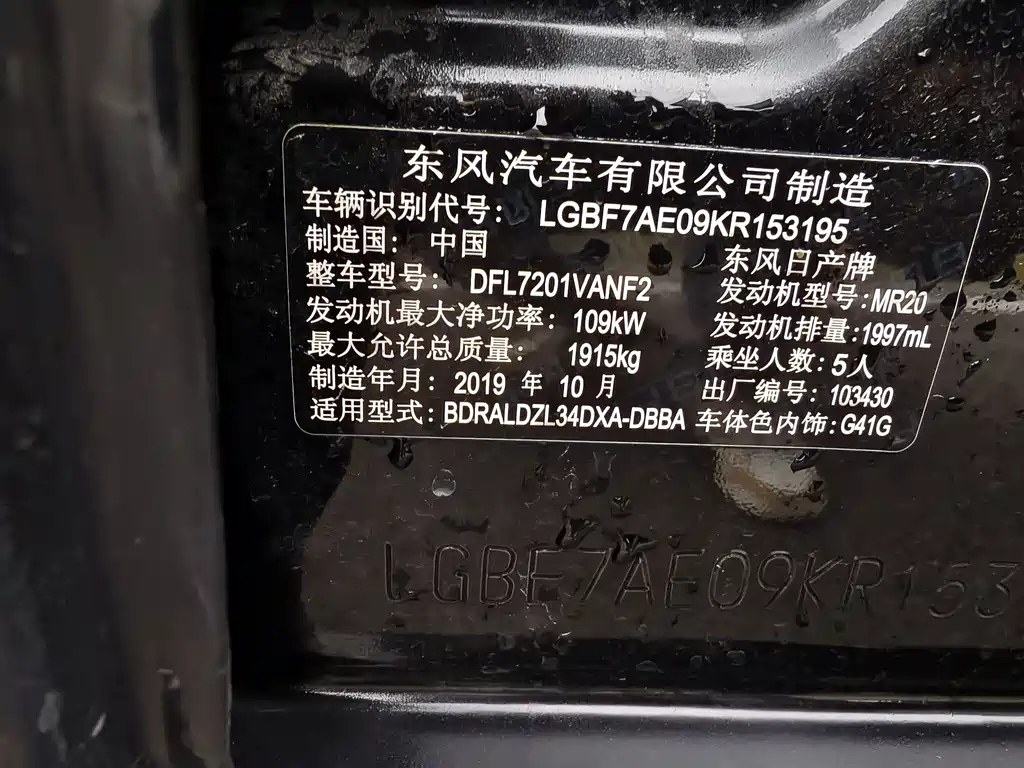 东风汽车有限公司制造
车辆识别代号: LGBF7AE09KR153195
制造国: 中国 东风日产牌
整车型号: DFL7201VANF2 发动机型号:MR20
发动机最大净功率: 109kW 发动机排量:1997mL
最大允许总质量: 1915kg 乘坐人数:5人
制造年月: 2019 年 10 月 出厂编号: 103430
适用型式: BDRALDZL34DXA-DBBA 车体色内饰:G41G
LGBF7AE09KR153